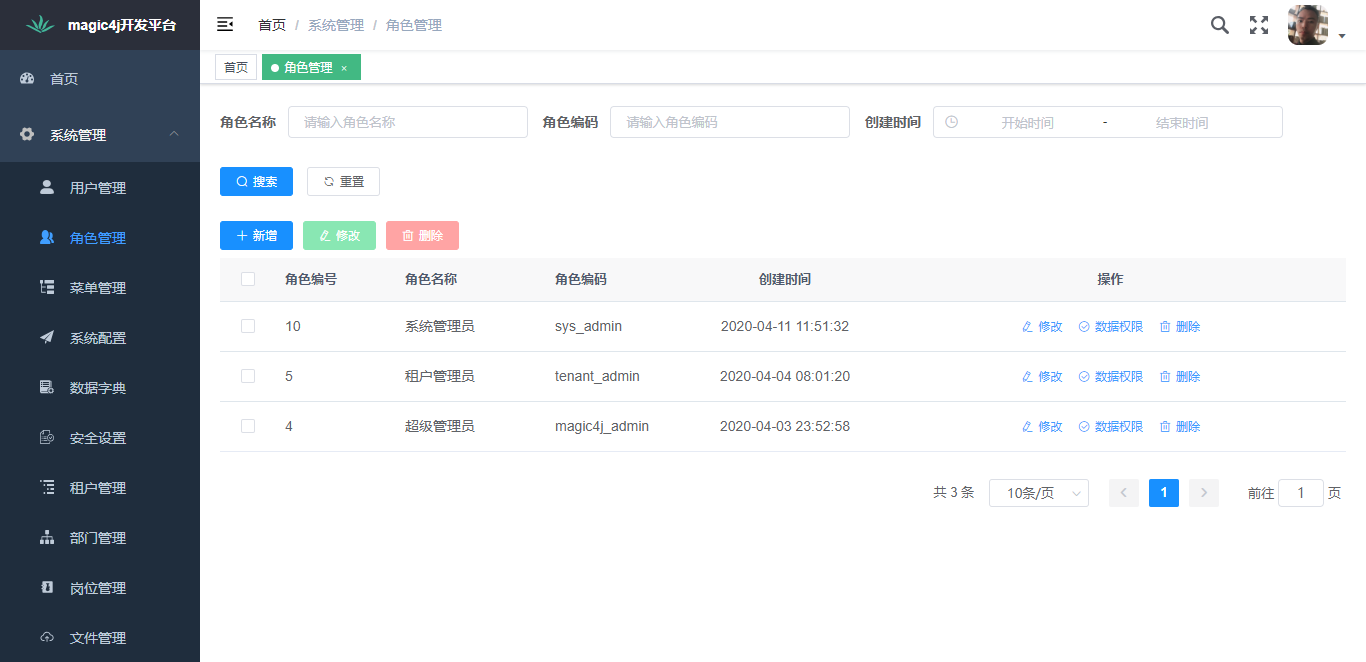 magic4j开发平台
首页 / 系统管理 / 角色管理
首页
系统管理
用户管理
角色管理
菜单管理
系统配置
数据字典
安全设置
租户管理
部门管理
岗位管理
文件管理
首页 角色管理 ×
角色名称 请输入角色名称 角色编码 请输入角色编码 创建时间 开始时间 - 结束时间
搜索 重置
新增 修改 删除
角色编号 角色名称 角色编码 创建时间 操作
10 系统管理员 sys_admin 2020-04-11 11:51:32 修改 数据权限 删除
5 租户管理员 tenant_admin 2020-04-04 08:01:20 修改 数据权限 删除
4 超级管理员 magic4j_admin 2020-04-03 23:52:58 修改 数据权限 删除
共 3 条 10条/页 1 前往 1 页